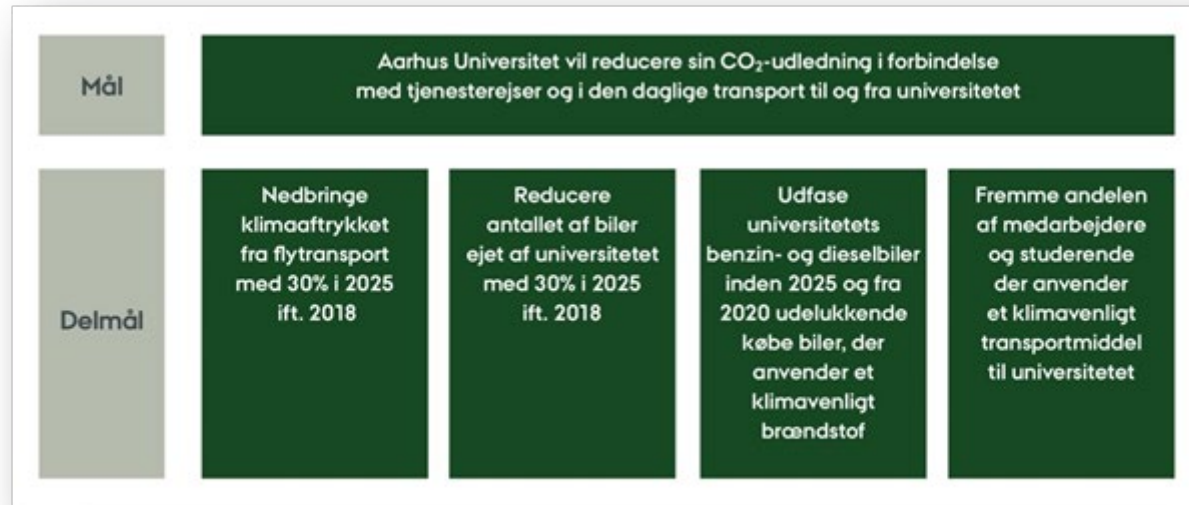 Mål
Aarhus Universitet vil reducere sin CO₂-udledning i forbindelse
med tjenesterejser og i den daglige transport til og fra universitetet
Delmål
Nedbringe
klimaaftrykket
fra flytransport
med 30% i 2025
ift. 2018
Reducere
antallet af biler
ejet af universitetet
med 30% i 2025
ift. 2018
Udfase
universitetets
benzin- og dieselbiler
inden 2025 og fra
2020 udelukkende
købe biler, der
anvender et
klimavenligt
brændstof
Fremme andelen
af medarbejdere
og studerende
der anvender
et klimavenligt
transportmiddel
til universitetet